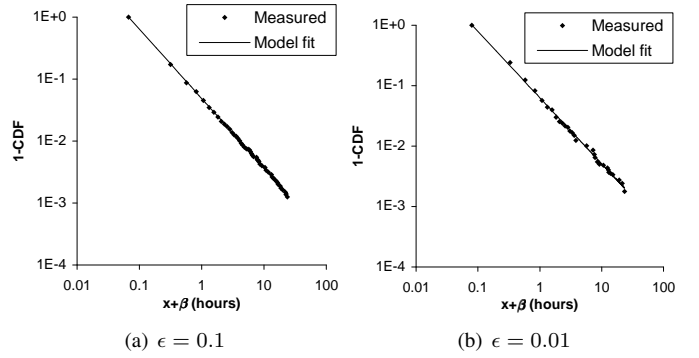 1E+0
1E-1
1E-2
1E-3
1E-4
1-CDF
0.01
0.1
1
10
100
x+β (hours)
Measured
Model fit
(a) ϵ = 0.1
1E+0
1E-1
1E-2
1E-3
1E-4
1-CDF
0.01
0.1
1
10
100
x+β (hours)
Measured
Model fit
(b) ϵ = 0.01